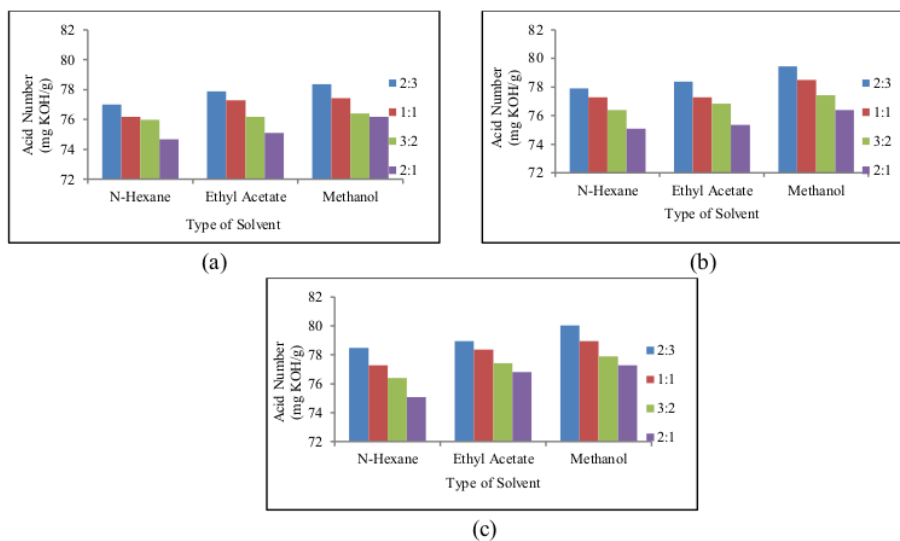 82
80
78
76
74
72
Acid Number
(mg KOH/g)
N-Hexane Ethyl Acetate Methanol
Type of Solvent
2:3
1:1
3:2
2:1
(a)
82
80
78
76
74
72
Acid Number
(mg KOH/g)
N-Hexane Ethyl Acetate Methanol
Type of Solvent
2:3
1:1
3:2
2:1
(b)
82
80
78
76
74
72
Acid Number
(mg KOH/g)
N-Hexane Ethyl Acetate Methanol
Type of Solvent
2:3
1:1
3:2
2:1
(c)